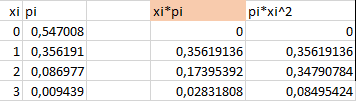 xi pi xi*pi pi*xi^2
0 0,547008 0 0
1 0,356191 0,35619136 0,35619136
2 0,086977 0,17395392 0,34790784
3 0,009439 0,02831808 0,08495424